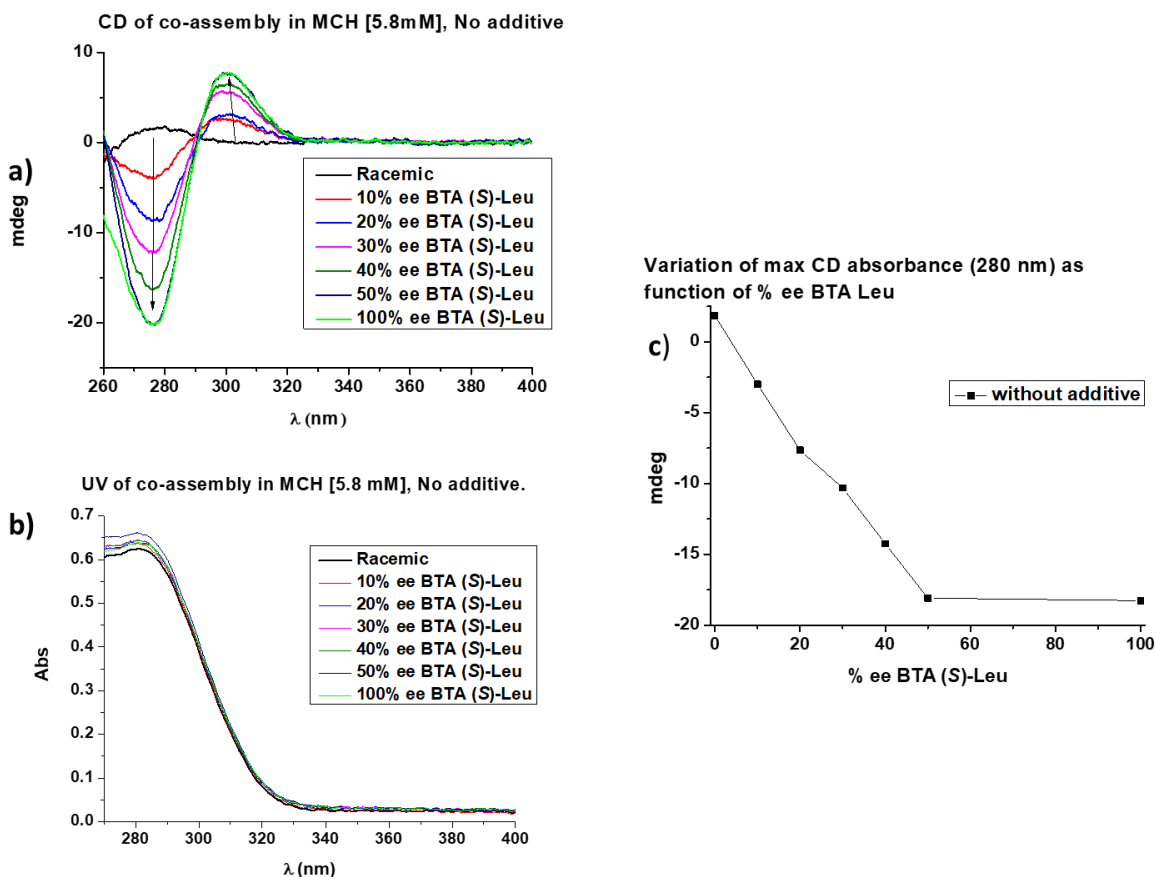 CD of co-assembly in MCH [5.8mM], No additive
a)
10
0
-10
-20
mdeg
260 280 300 320 340 360 380 400
λ (nm)
Racemic
10% ee BTA (S)-Leu
20% ee BTA (S)-Leu
30% ee BTA (S)-Leu
40% ee BTA (S)-Leu
50% ee BTA (S)-Leu
100% ee BTA (S)-Leu
UV of co-assembly in MCH [5.8 mM], No additive.
b)
0.7
0.6
0.5
0.4
0.3
0.2
0.1
0.0
Abs
280 300 320 340 360 380 400
λ (nm)
Racemic
10% ee BTA (S)-Leu
20% ee BTA (S)-Leu
30% ee BTA (S)-Leu
40% ee BTA (S)-Leu
50% ee BTA (S)-Leu
100% ee BTA (S)-Leu
Variation of max CD absorbance (280 nm) as
function of % ee BTA Leu
c)
0
-5
-10
-15
-20
mdeg
0 20 40 60 80 100
% ee BTA (S)-Leu
without additive